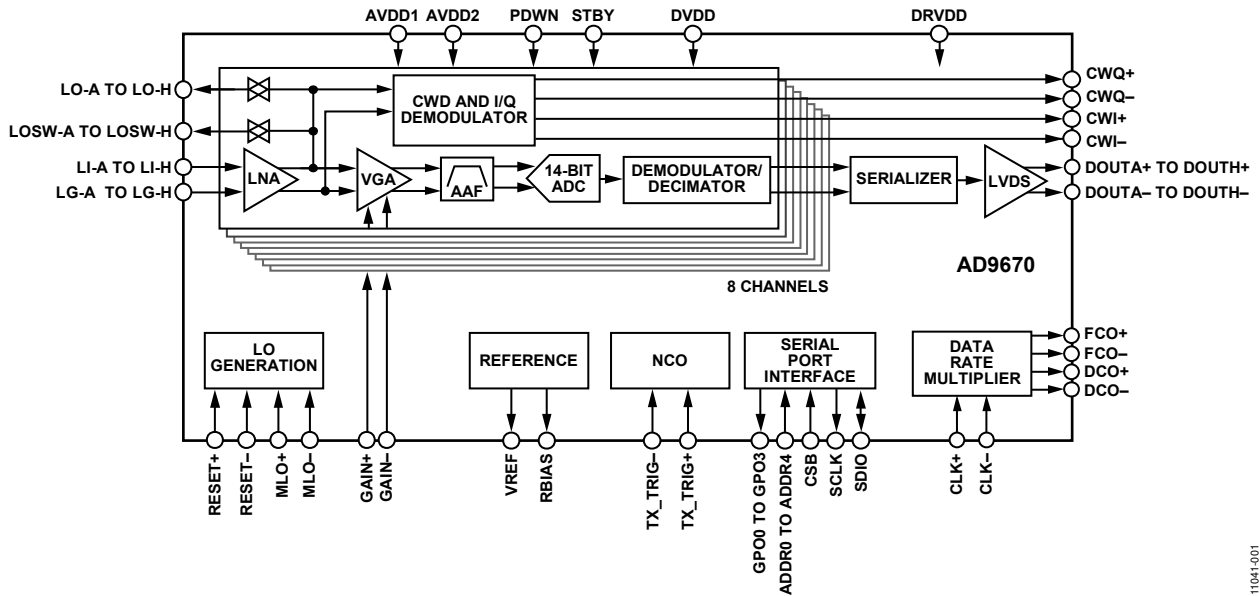 AVDD1 AVDD2 PDWN STBY DVDD DRVDD
LO-A TO LO-H
LOSW-A TO LOSW-H
LI-A TO LI-H
LG-A TO LG-H
CWD AND I/Q
DEMODULATOR
LNA
VGA
AAF
14-BIT
ADC
DEMODULATOR/
DECIMATOR
SERIALIZER
LVDS
CWQ+
CWQ–
CWI+
CWI–
DOUTA+ TO DOUTH+
DOUTA– TO DOUTH–
8 CHANNELS
AD9670
LO
GENERATION
REFERENCE
NCO
SERIAL
PORT
INTERFACE
DATA
RATE
MULTIPLIER
FCO+
FCO–
DCO+
DCO–
RESET+
RESET–
MLO+
MLO–
GAIN+
GAIN–
VREF
RBIAS
TX_TRIG–
TX_TRIG+
GPO0 TO GPO3
ADDR0 TO ADDR4
CSB
SCLK
SDIO
CLK+
CLK–
11041-001